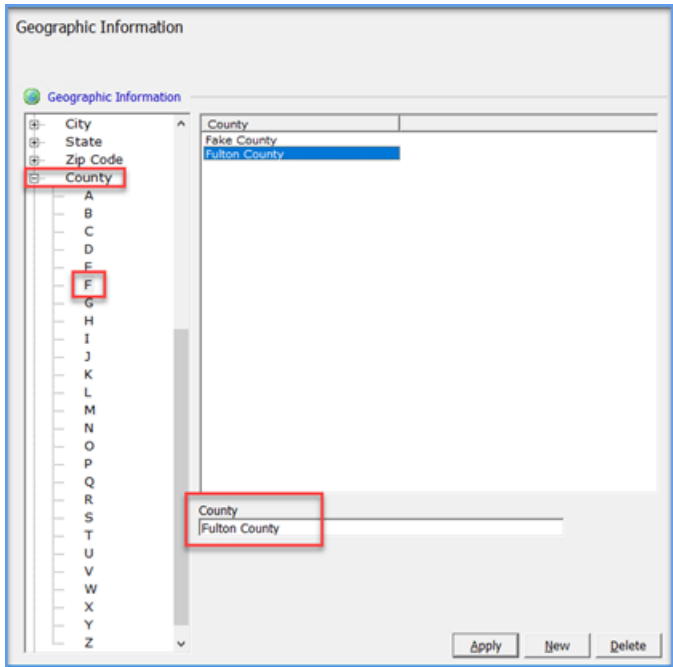 Geographic Information
Geographic Information
City
State
Zip Code
County
A
B
C
D
E
F
G
H
I
J
K
L
M
N
O
P
Q
R
S
T
U
V
W
X
Y
Z
County
Fake County
Fulton County
County
Fulton County
Apply New Delete